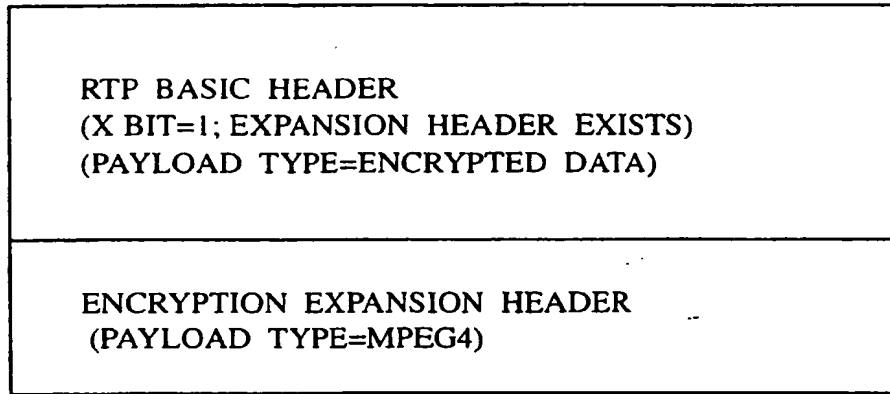 RTP BASIC HEADER
(X BIT=1; EXPANSION HEADER EXISTS)
(PAYLOAD TYPE=ENCRYPTED DATA)
ENCRYPTION EXPANSION HEADER
(PAYLOAD TYPE=MPEG4)